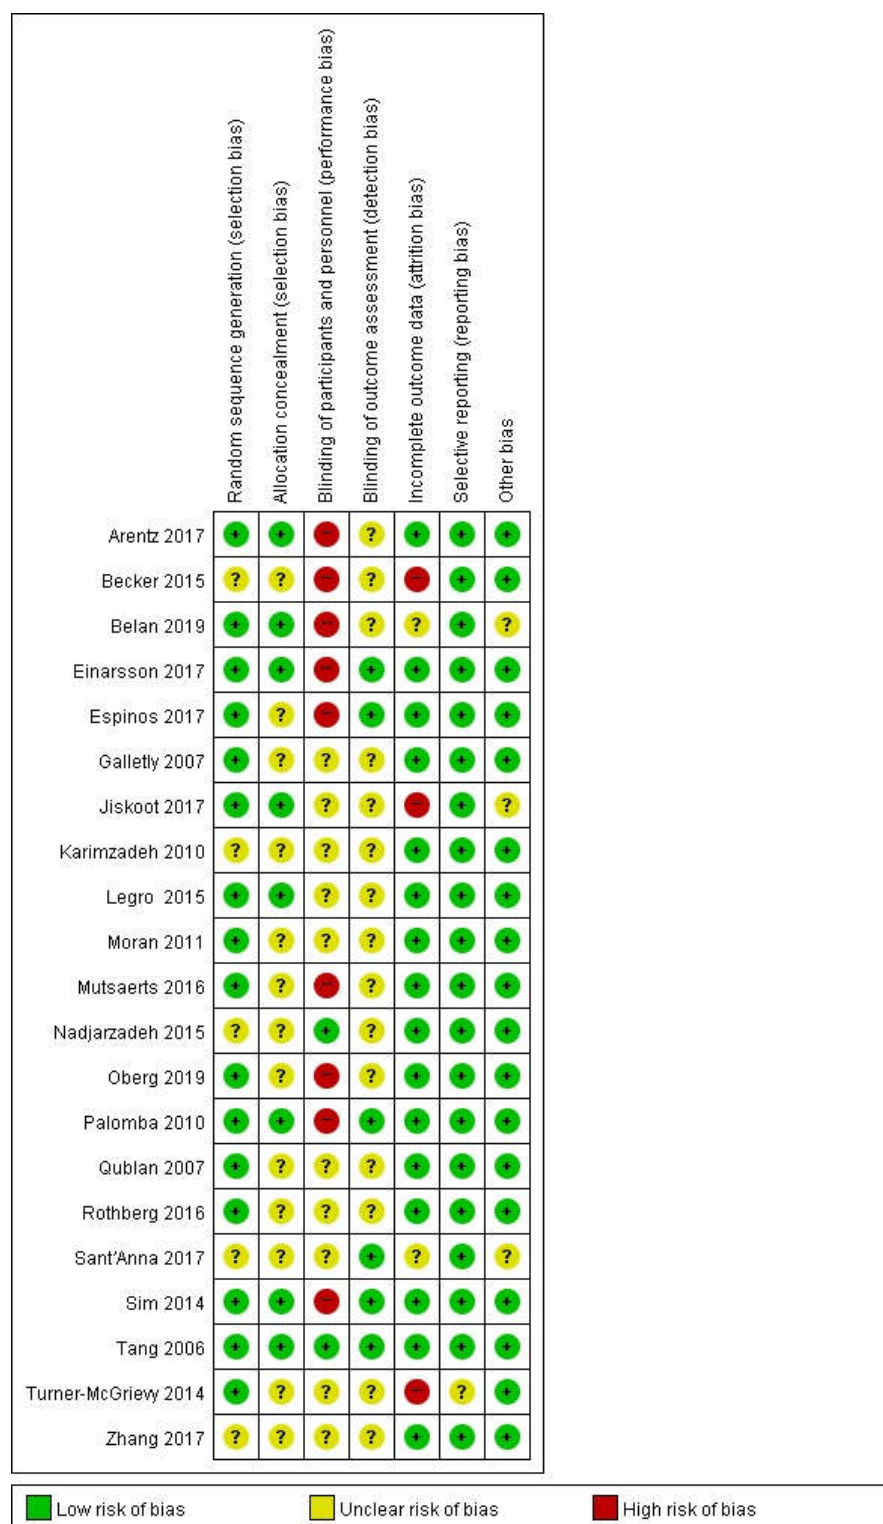 Random sequence generation (selection bias)
Allocation concealment (selection bias)
Blinding of participants and personnel (performance bias)
Blinding of outcome assessment (detection bias)
Incomplete outcome data (attrition bias)
Selective reporting (reporting bias)
Other bias
Arentz 2017 + + − ? + + +
Becker 2015 ? ? − ? − + +
Belan 2019 + + − ? ? + ?
Einarsson 2017 + + − + + + +
Espinos 2017 + ? − + + + +
Galletly 2007 + ? ? ? + + +
Jiskoot 2017 + + ? ? − + ?
Karimzadeh 2010 ? ? ? ? + + +
Legro 2015 + + ? ? + + +
Moran 2011 + ? ? ? + + +
Mutsaerts 2016 + ? − ? + + +
Nadjarzadeh 2015 ? ? + ? + + +
Oberg 2019 + ? − ? + + +
Palomba 2010 + + − + + + +
Qublan 2007 + ? ? ? + + +
Rothberg 2016 + ? ? ? + + +
Sant'Anna 2017 ? ? ? + ? + ?
Sim 2014 + + − + + + +
Tang 2006 + + + + + + +
Turner-McGrievy 2014 + ? ? ? − ? +
Zhang 2017 ? ? ? ? + + +
Low risk of bias Unclear risk of bias High risk of bias